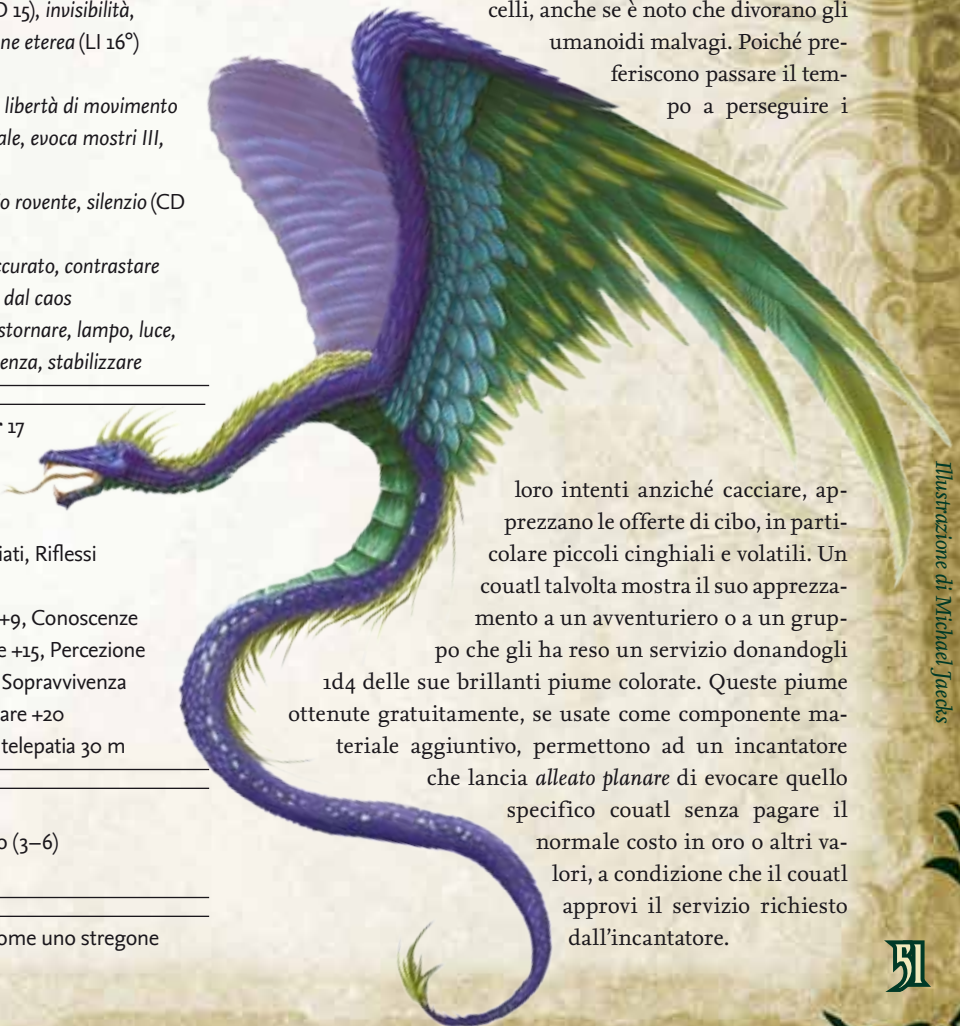 D 15), invisibilità,
ne eterea (LI 16°)
libertà di movimento
ale, evoca mostri III,
o rovente, silenzio (CD
ccurato, contrastare
dal caos
stornare, lampo, luce,
enza, stabilizzare
17
iati, Riflessi
+9, Conoscenze
e +15, Percezione
Sopravvivenza
are +20
telepatia 30 m
o (3–6)
ome uno stregone
celli, anche se è noto che divorano gli
umanoidi malvagi. Poiché pre-
feriscono passare il tem-
po a perseguire i
loro intenti anziché cacciare, ap-
prezzano le offerte di cibo, in parti-
colare piccoli cinghiali e volatili. Un
couatl talvolta mostra il suo apprezza-
mento a un avventuriero o a un grup-
po che gli ha reso un servizio donandogli
1d4 delle sue brillanti piume colorate. Queste piume
ottenute gratuitamente, se usate come componente ma-
teriale aggiuntivo, permettono ad un incantatore
che lancia alleato planare di evocare quello
specifico couatl senza pagare il
normale costo in oro o altri va-
lori, a condizione che il couatl
approvi il servizio richiesto
dall'incantatore.
Illustrazione di Michael Jaecks
51